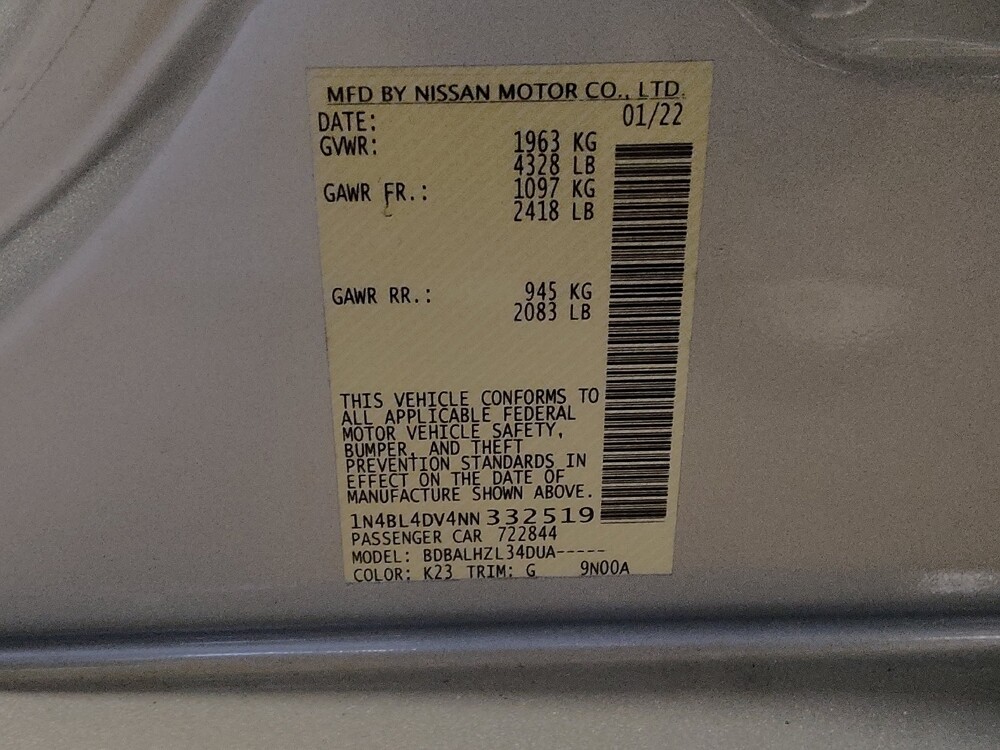 MFD BY NISSAN MOTOR CO., LTD.
DATE: 01/22
GVWR: 1963 KG
4328 LB
GAWR FR.: 1097 KG
2418 LB
GAWR RR.: 945 KG
2083 LB
THIS VEHICLE CONFORMS TO
ALL APPLICABLE FEDERAL
MOTOR VEHICLE SAFETY,
BUMPER, AND THEFT
PREVENTION STANDARDS IN
EFFECT ON THE DATE OF
MANUFACTURE SHOWN ABOVE.
1N4BL4DV4NN332519
PASSENGER CAR 722844
MODEL: BDBALHZL34DUA-----
COLOR: K23 TRIM: G 9N00A